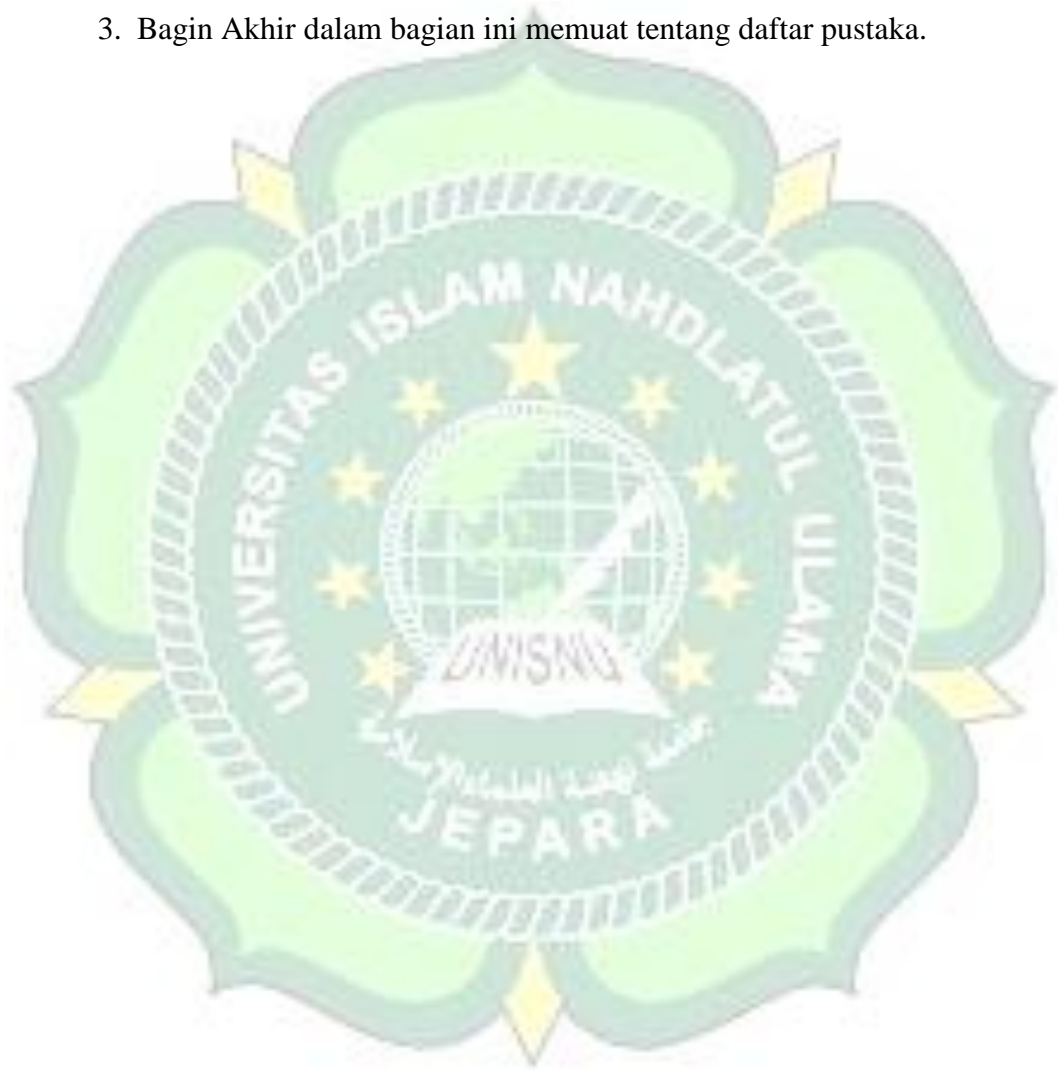 3. Bagin Akhir dalam bagian ini memuat tentang daftar pustaka.
UNIVERSITAS ISLAM NAHDLATUL ULAMA
UNISNU
JEPARA